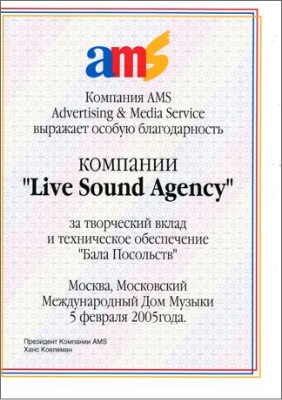 ams
Компания AMS
Advertising & Media Service
выражает особую благодарность
компании
"Live Sound Agency"
за творческий вклад
и техническое обеспечение
"Бала Посольств"
Москва, Московский
Международный Дом Музыки
5 февраля 2005года.
Президент Компании AMS
Ханс Коелеман